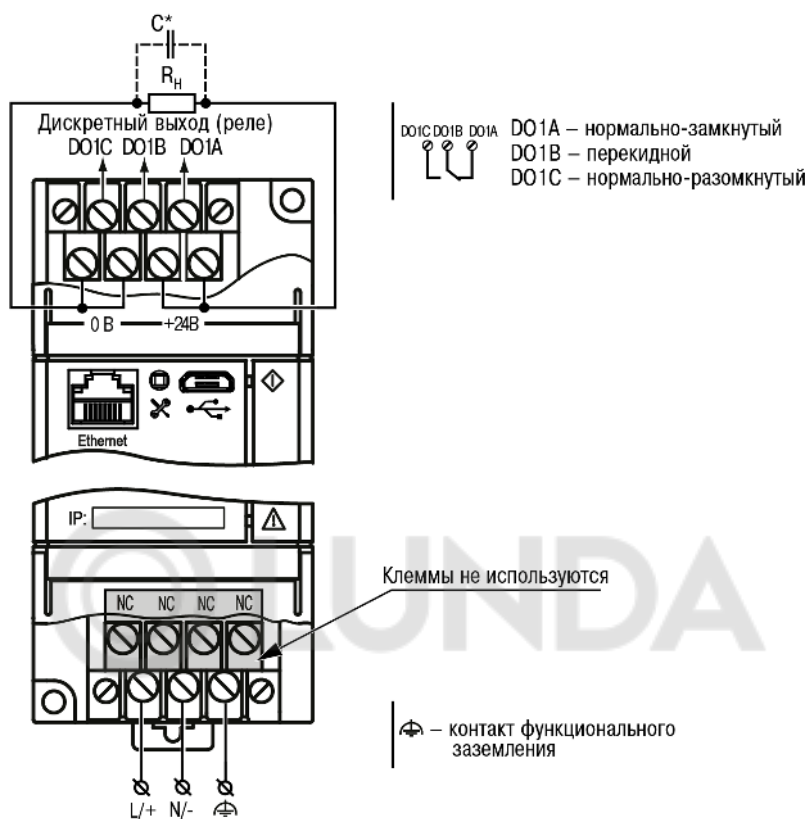 C*
Rн
Дискретный выход (реле)
DO1C DO1B DO1A
DO1C DO1B DO1A
DO1A – нормально-замкнутый
DO1B – перекидной
DO1C – нормально-разомкнутый
0 В +24В
Ethernet
IP:
LUNDA
Клеммы не используются
NC NC NC NC
– контакт функционального
заземления
L/+ N/-